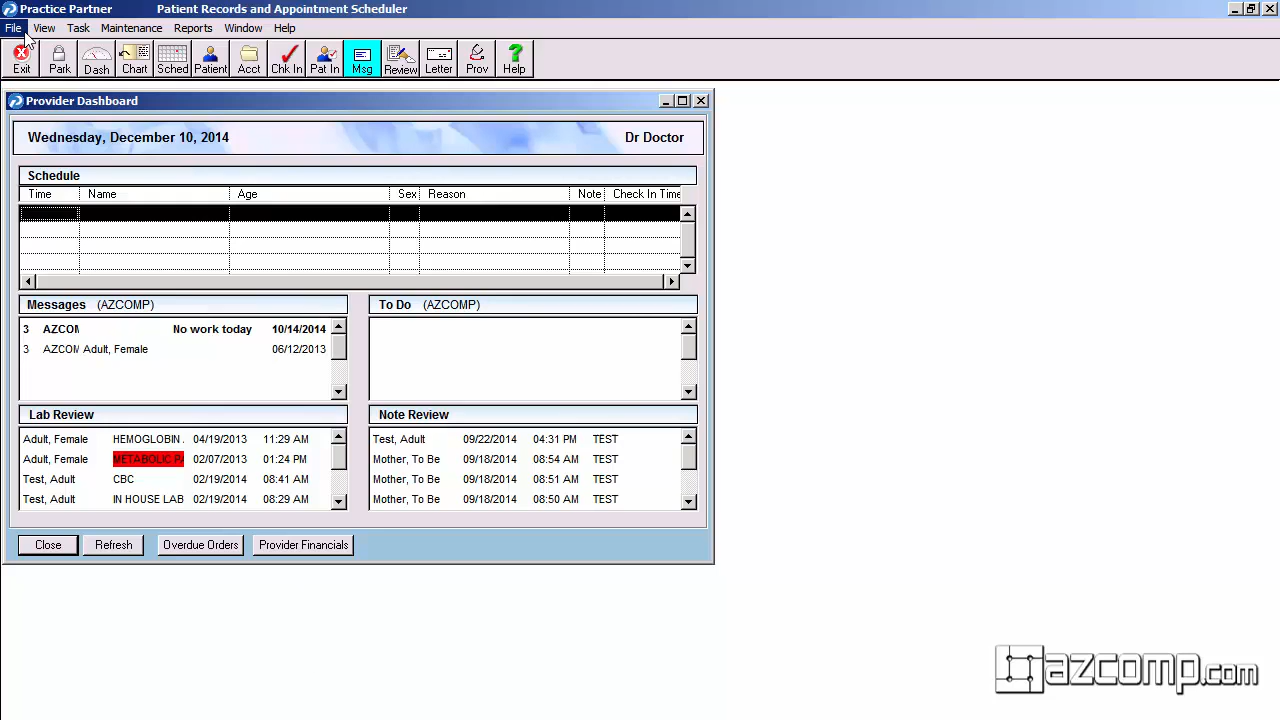 Practice Partner Patient Records and Appointment Scheduler
File View Task Maintenance Reports Window Help
Exit Park Dash Chart Sched Patient Acct Chk In Pat In Msg Review Letter Prov Help
Provider Dashboard
Wednesday, December 10, 2014 Dr Doctor
Schedule
Time Name Age Sex Reason Note Check In Time
Messages (AZCOMP)
3 AZCOM No work today 10/14/2014
3 AZCOM Adult, Female 06/12/2013
To Do (AZCOMP)
Lab Review
Adult, Female HEMOGLOBIN 04/19/2013 11:29 AM
Adult, Female METABOLIC PA 02/07/2013 01:24 PM
Test, Adult CBC 02/19/2014 08:41 AM
Test, Adult IN HOUSE LAB 02/19/2014 08:29 AM
Note Review
Test, Adult 09/22/2014 04:31 PM TEST
Mother, To Be 09/18/2014 08:54 AM TEST
Mother, To Be 09/18/2014 08:51 AM TEST
Mother, To Be 09/18/2014 08:50 AM TEST
Close Refresh Overdue Orders Provider Financials
azcomp.com